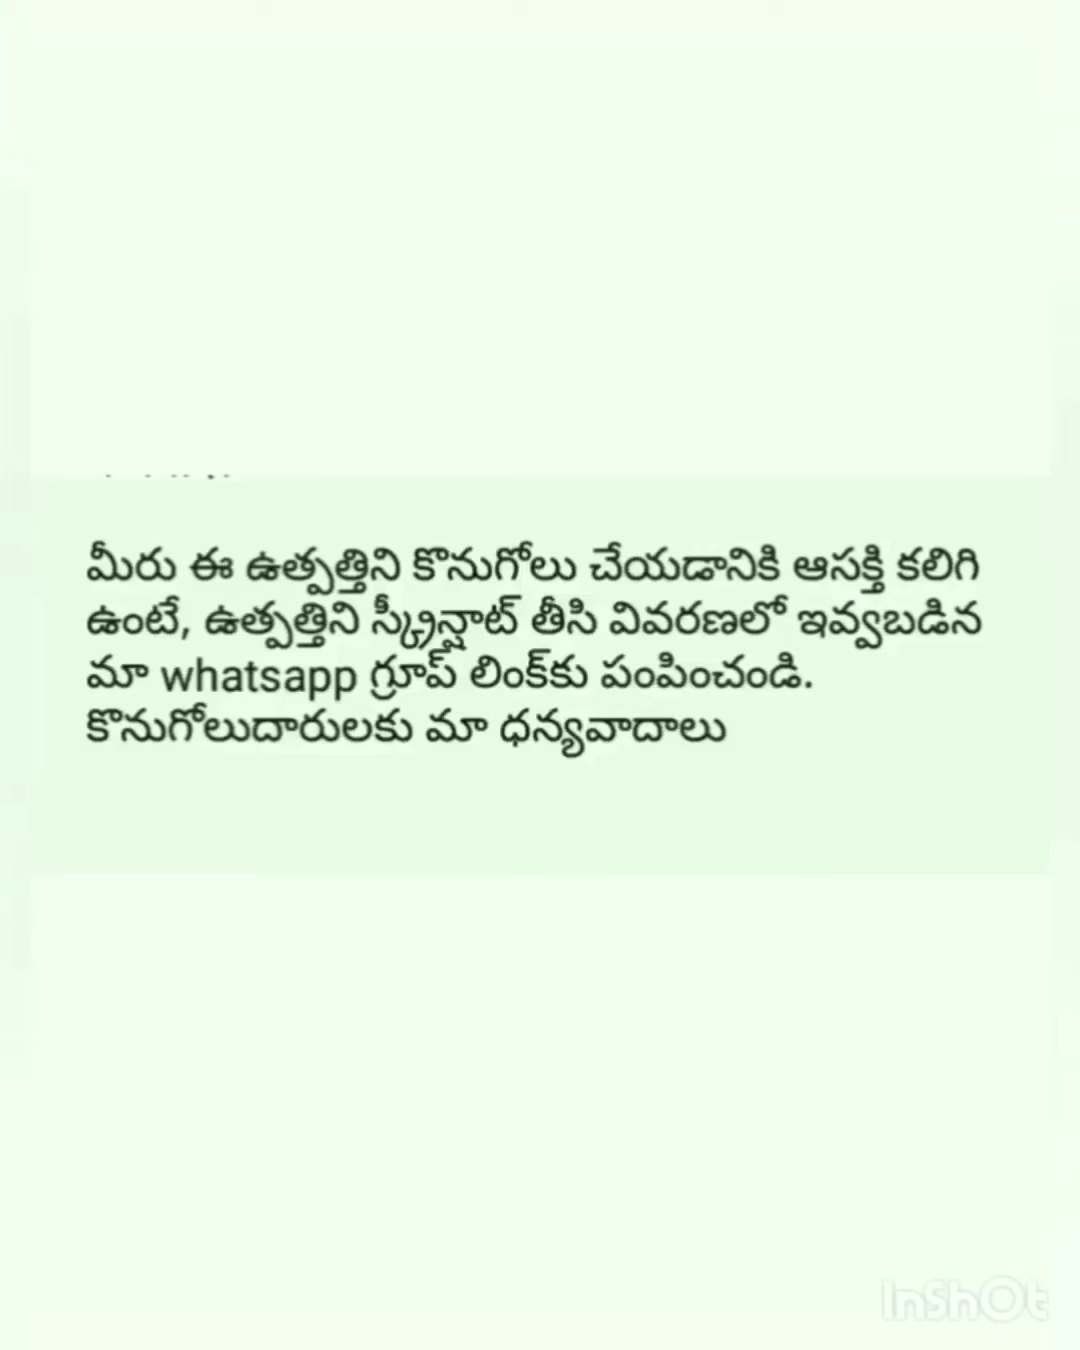 మీరు ఈ ఉత్పత్తిని కొనుగోలు చేయడానికి ఆసక్తి కలిగి
ఉంటే, ఉత్పత్తిని స్క్రీన్షాట్ తీసి వివరణలో ఇవ్వబడిన
మా whatsapp గ్రూప్ లింక్‌కు పంపించండి.
కొనుగోలుదారులకు మా ధన్యవాదాలు
InShOt